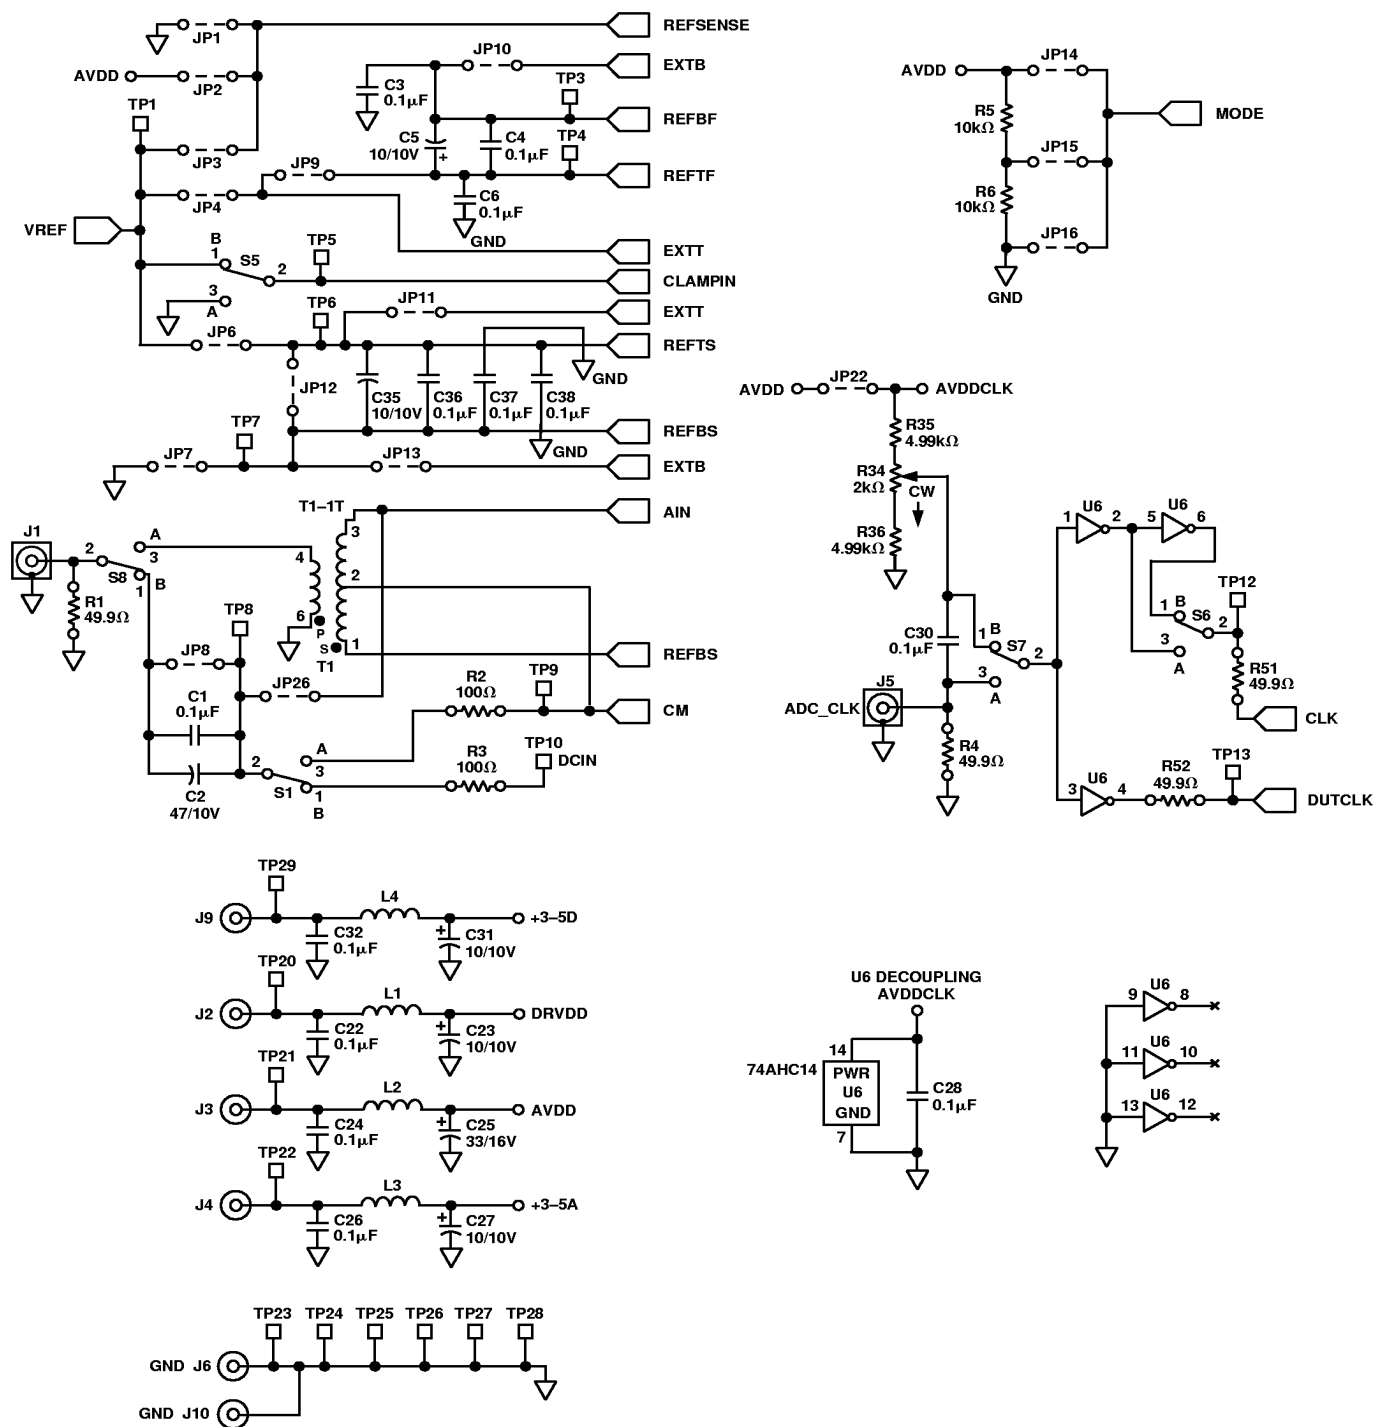 JP1
REFSENSE
AVDD
JP2
TP1
JP3
JP4
VREF
JP10
EXTB
C3
0.1µF
TP3
REFBF
C5
10/10V
+
C4
0.1µF
TP4
JP9
REFTF
C6
0.1µF
GND
EXTT
B
1
S5
2
TP5
CLAMPIN
3
A
TP6
JP11
EXTT
JP6
REFTS
GND
JP12
C35
10/10V
C36
0.1µF
C37
0.1µF
C38
0.1µF
REFBS
GND
TP7
JP7
JP13
EXTB
AVDD
JP14
R5
10kΩ
MODE
JP15
R6
10kΩ
JP16
GND
J1
R1
49.9Ω
2
A
3
S8
1
B
T1–1T
3
4
2
6
P
S
1
T1
AIN
TP8
JP8
JP26
REFBS
C1
0.1µF
C2
47/10V
R2
100Ω
TP9
CM
2
S1
A
3
1
B
R3
100Ω
TP10
DCIN
AVDD
JP22
AVDDCLK
R35
4.99kΩ
R34
2kΩ
CW
R36
4.99kΩ
C30
0.1µF
1
B
S7
2
3
A
J5
ADC_CLK
R4
49.9Ω
1
U6
2
5
U6
6
1
B
S6
2
3
A
TP12
R51
49.9Ω
CLK
3
U6
4
R52
49.9Ω
TP13
DUTCLK
TP29
J9
L4
+3–5D
C32
0.1µF
+
C31
10/10V
TP20
J2
L1
DRVDD
C22
0.1µF
+
C23
10/10V
TP21
J3
L2
AVDD
C24
0.1µF
+
C25
33/16V
TP22
J4
L3
+3–5A
C26
0.1µF
+
C27
10/10V
U6 DECOUPLING
AVDDCLK
74AHC14
14
PWR
U6
GND
7
C28
0.1µF
9
U6
8
11
U6
10
13
U6
12
TP23
TP24
TP25
TP26
TP27
TP28
GND J6
GND J10